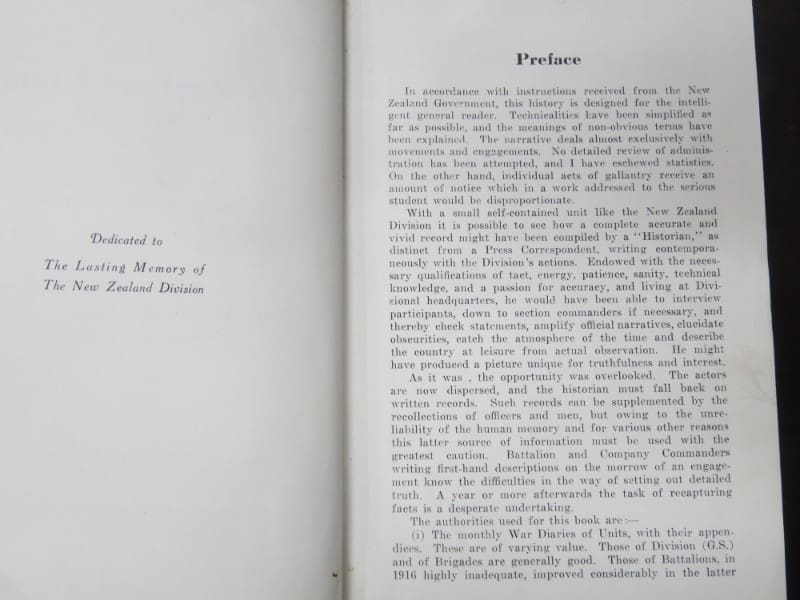 Dedicated to
The Lasting Memory of
The New Zealand Division
Preface
In accordance with instructions received from the New
Zealand Government, this history is designed for the intelli-
gent general reader. Technicalities have been simplified as
far as possible, and the meanings of non-obvious terms have
been explained. The narrative deals almost exclusively with
movements and engagements. No detailed review of adminis-
tration has been attempted, and I have eschewed statistics.
On the other hand, individual acts of gallantry receive an
amount of notice which in a work addressed to the serious
student would be disproportionate.
With a small self-contained unit like the New Zealand
Division it is possible to see how a complete accurate and
vivid record might have been compiled by a "Historian," as
distinct from a Press Correspondent, writing contempora-
neously with the Division's actions. Endowed with the neces-
sary qualifications of tact, energy, patience, sanity, technical
knowledge, and a passion for accuracy, and living at Divi-
sional headquarters, he would have been able to interview
participants, down to section commanders if necessary, and
thereby check statements, amplify official narratives, elucidate
obscurities, catch the atmosphere of the time and describe
the country at leisure from actual observation. He might
have produced a picture unique for truthfulness and interest.
As it was , the opportunity was overlooked. The actors
are now dispersed, and the historian must fall back on
written records. Such records can be supplemented by the
recollections of officers and men, but owing to the unre-
liability of the human memory and for various other reasons
this latter source of information must be used with the
greatest caution. Battalion and Company Commanders
writing first-hand descriptions on the morrow of an engage-
ment know the difficulties in the way of setting out detailed
truth. A year or more afterwards the task of recapturing
facts is a desperate undertaking.
The authorities used for this book are:—
(i) The monthly War Diaries of Units, with their appen-
dices. These are of varying value. Those of Division (G.S.)
and of Brigades are generally good. Those of Battalions, in
1916 highly inadequate, improved considerably in the latter